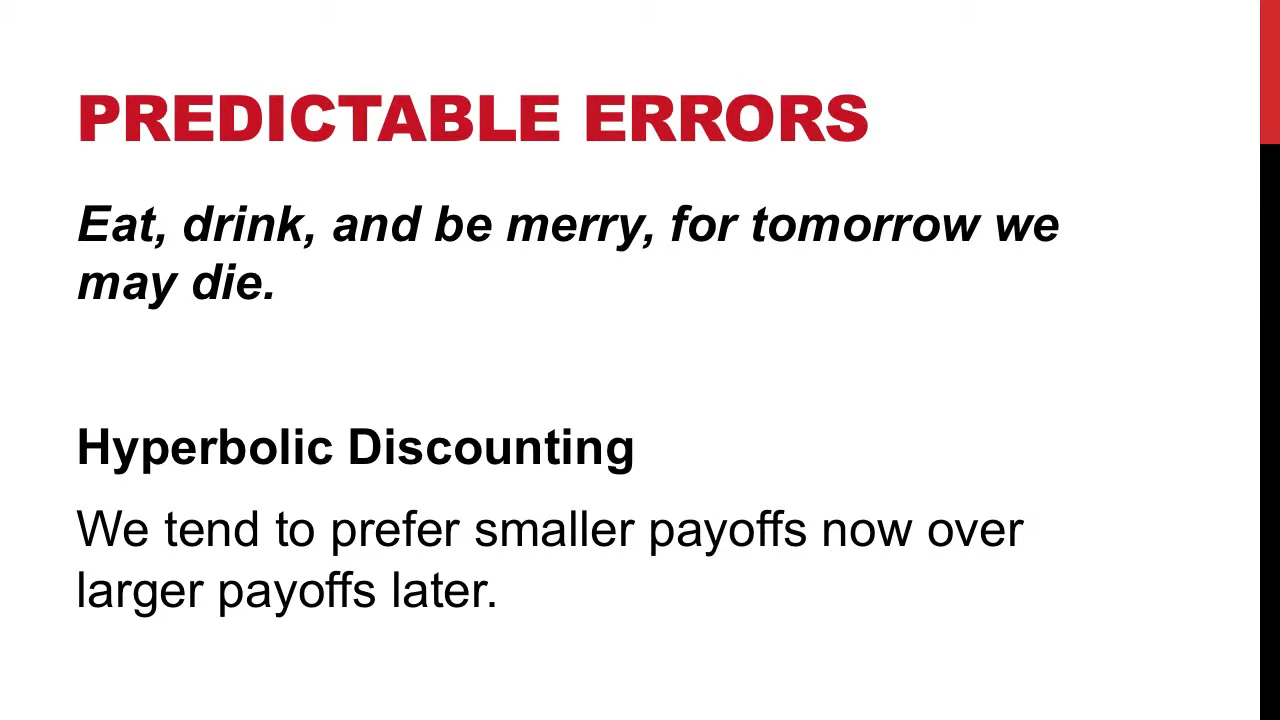 PREDICTABLE ERRORS
Eat, drink, and be merry, for tomorrow we
may die.
Hyperbolic Discounting
We tend to prefer smaller payoffs now over
larger payoffs later.